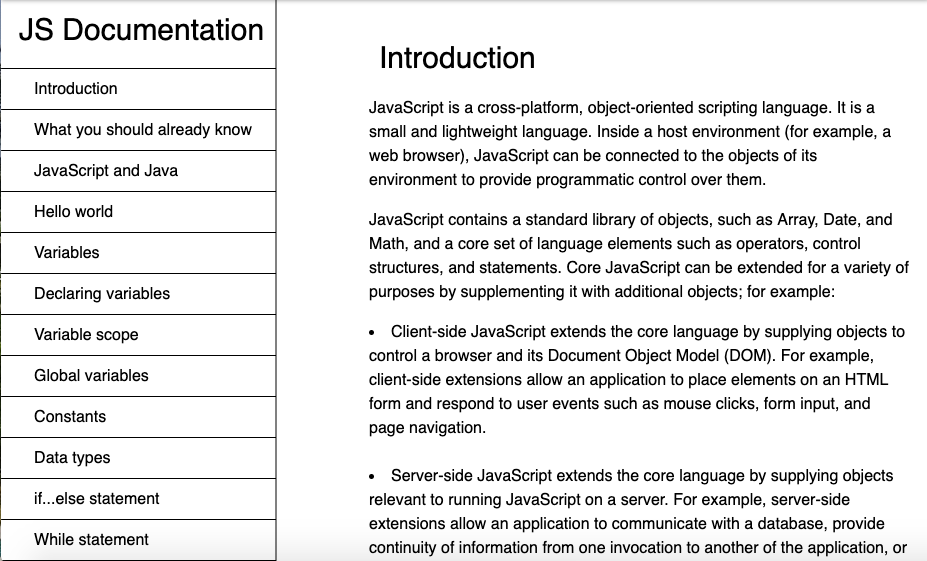 JS Documentation
Introduction
What you should already know
JavaScript and Java
Hello world
Variables
Declaring variables
Variable scope
Global variables
Constants
Data types
if...else statement
While statement
Introduction
JavaScript is a cross-platform, object-oriented scripting language. It is a
small and lightweight language. Inside a host environment (for example, a
web browser), JavaScript can be connected to the objects of its
environment to provide programmatic control over them.
JavaScript contains a standard library of objects, such as Array, Date, and
Math, and a core set of language elements such as operators, control
structures, and statements. Core JavaScript can be extended for a variety of
purposes by supplementing it with additional objects; for example:
• Client-side JavaScript extends the core language by supplying objects to
control a browser and its Document Object Model (DOM). For example,
client-side extensions allow an application to place elements on an HTML
form and respond to user events such as mouse clicks, form input, and
page navigation.
• Server-side JavaScript extends the core language by supplying objects
relevant to running JavaScript on a server. For example, server-side
extensions allow an application to communicate with a database, provide
continuity of information from one invocation to another of the application, or